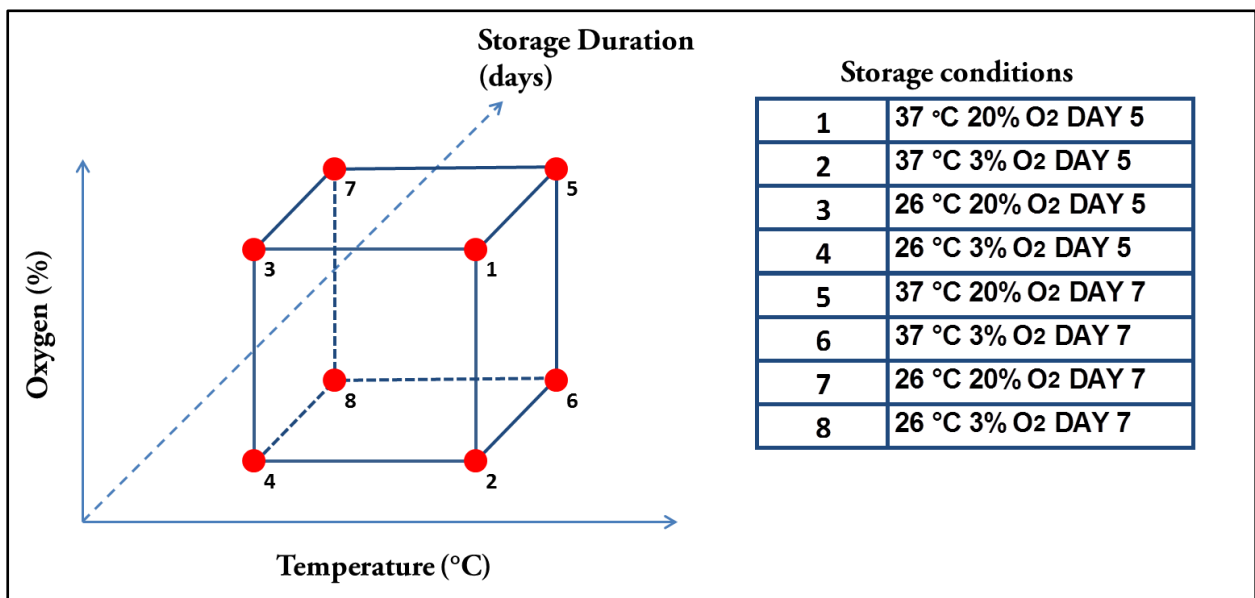 Storage Duration
(days)
Oxygen (%)
7
5
3
1
8
6
4
2
Temperature (°C)
Storage conditions
1 37 °C 20% O2 DAY 5
2 37 °C 3% O2 DAY 5
3 26 °C 20% O2 DAY 5
4 26 °C 3% O2 DAY 5
5 37 °C 20% O2 DAY 7
6 37 °C 3% O2 DAY 7
7 26 °C 20% O2 DAY 7
8 26 °C 3% O2 DAY 7